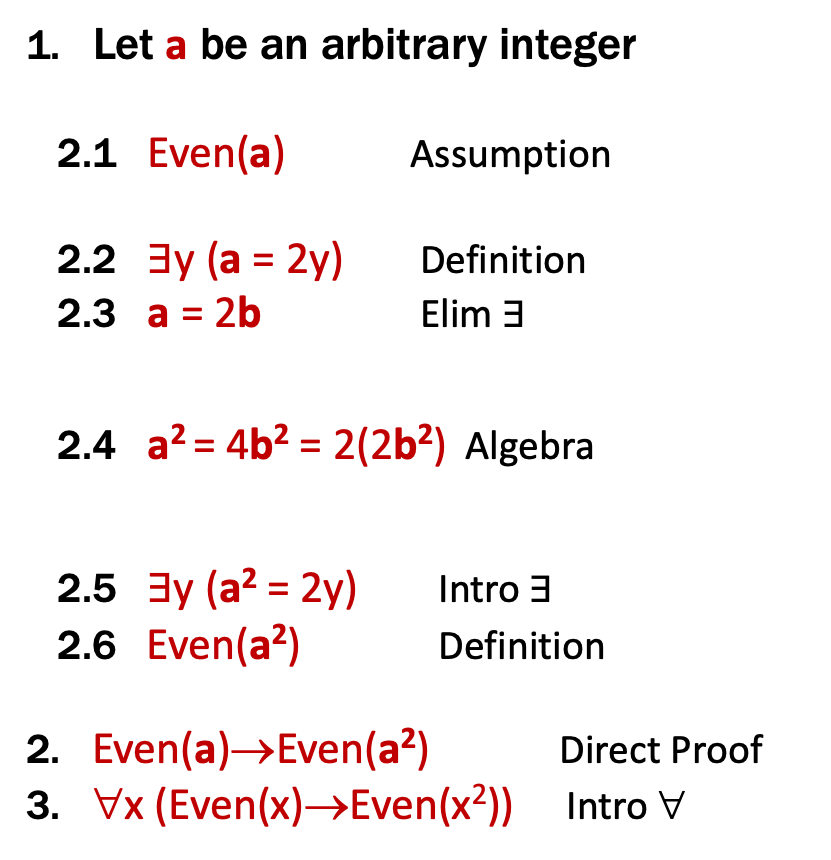 1. Let a be an arbitrary integer
2.1 Even(a) Assumption
2.2 ∃y (a = 2y) Definition
2.3 a = 2b Elim ∃
2.4 a² = 4b² = 2(2b²) Algebra
2.5 ∃y (a² = 2y) Intro ∃
2.6 Even(a²) Definition
2. Even(a)→Even(a²) Direct Proof
3. ∀x (Even(x)→Even(x²)) Intro ∀